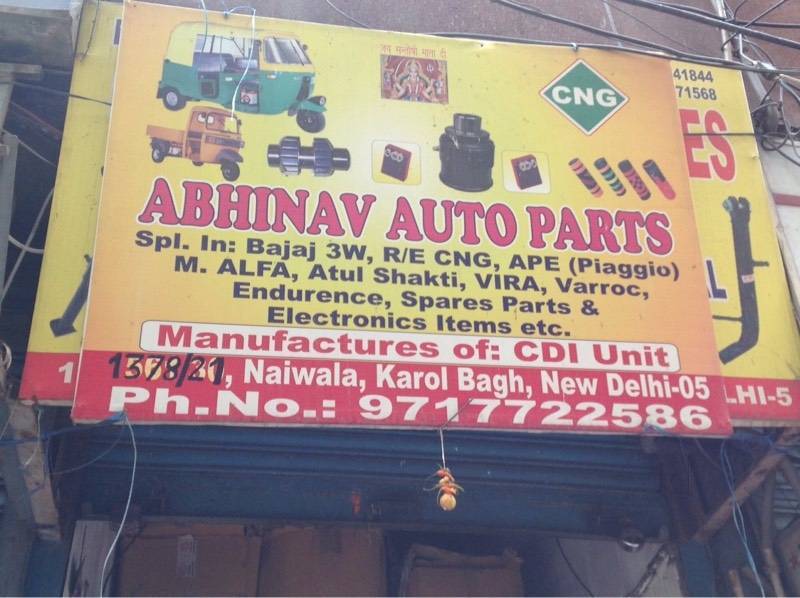 जय सन्तोषी माता दी
CNG
41844
71568
ES
ABHINAV AUTO PARTS
Spl. In: Bajaj 3W, R/E CNG, APE (Piaggio)
M. ALFA, Atul Shakti, VIRA, Varroc,
Endurence, Spares Parts &
Electronics Items etc.
Manufactures of: CDI Unit
1378/21, Naiwala, Karol Bagh, New Delhi-05
Ph.No.: 9717722586
LHI-5